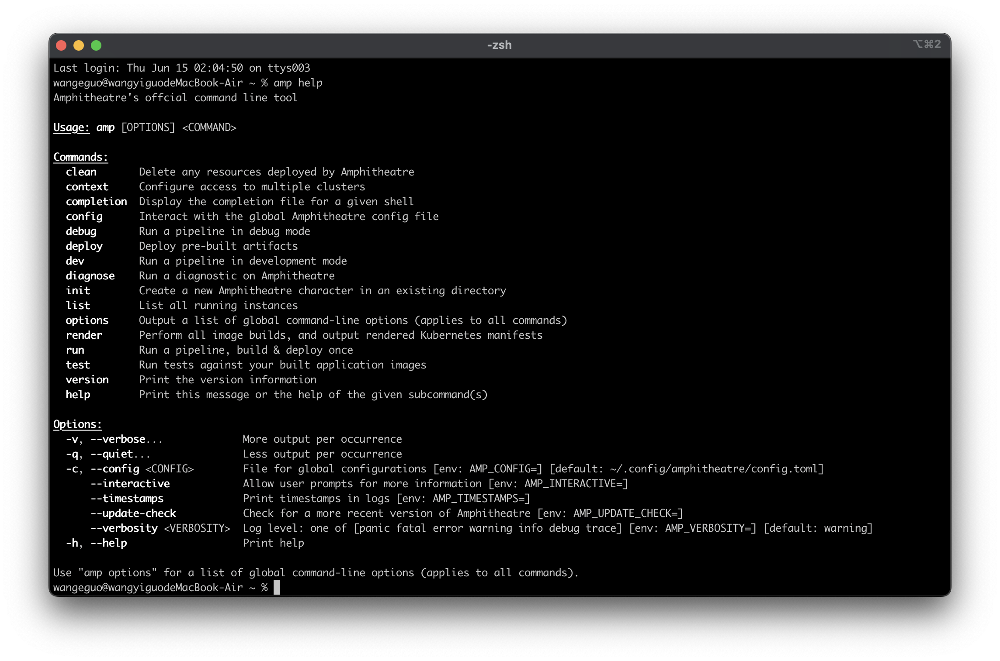 -zsh
⌥⌘2
Last login: Thu Jun 15 02:04:50 on ttys003
wangeguo@wangyiguodeMacBook-Air ~ % amp help
Amphitheatre's offcial command line tool
Usage: amp [OPTIONS] <COMMAND>
Commands:
clean Delete any resources deployed by Amphitheatre
context Configure access to multiple clusters
completion Display the completion file for a given shell
config Interact with the global Amphitheatre config file
debug Run a pipeline in debug mode
deploy Deploy pre-built artifacts
dev Run a pipeline in development mode
diagnose Run a diagnostic on Amphitheatre
init Create a new Amphitheatre character in an existing directory
list List all running instances
options Output a list of global command-line options (applies to all commands)
render Perform all image builds, and output rendered Kubernetes manifests
run Run a pipeline, build & deploy once
test Run tests against your built application images
version Print the version information
help Print this message or the help of the given subcommand(s)
Options:
-v, --verbose... More output per occurrence
-q, --quiet... Less output per occurrence
-c, --config <CONFIG> File for global configurations [env: AMP_CONFIG=] [default: ~/.config/amphitheatre/config.toml]
--interactive Allow user prompts for more information [env: AMP_INTERACTIVE=]
--timestamps Print timestamps in logs [env: AMP_TIMESTAMPS=]
--update-check Check for a more recent version of Amphitheatre [env: AMP_UPDATE_CHECK=]
--verbosity <VERBOSITY> Log level: one of [panic fatal error warning info debug trace] [env: AMP_VERBOSITY=] [default: warning]
-h, --help Print help
Use "amp options" for a list of global command-line options (applies to all commands).
wangeguo@wangyiguodeMacBook-Air ~ %